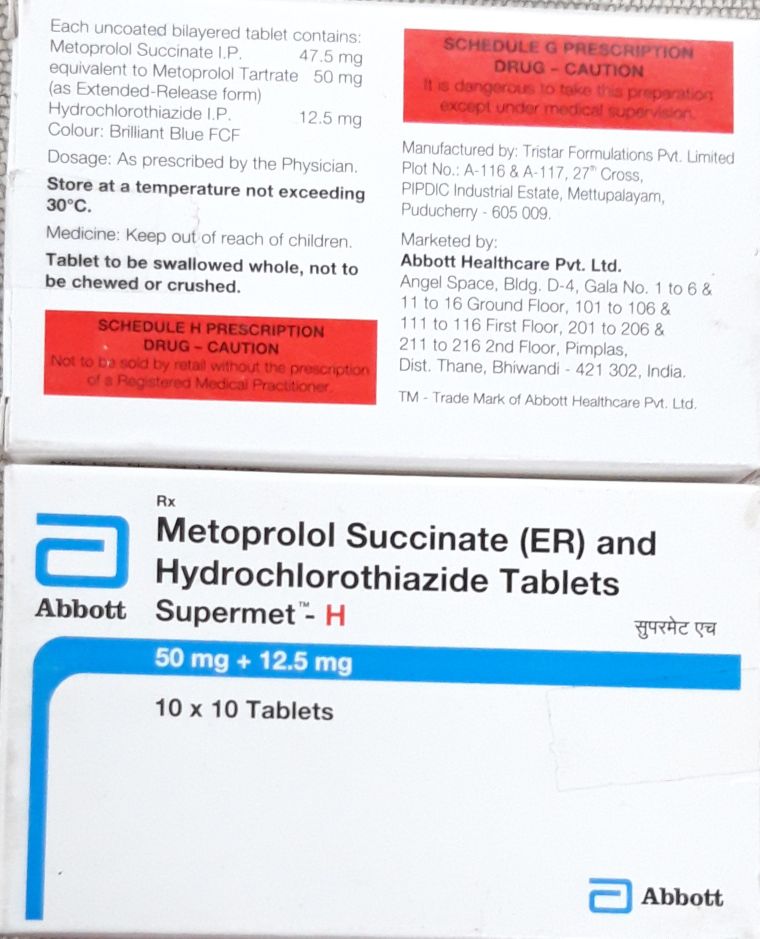 Each uncoated bilayered tablet contains:
Metoprolol Succinate I.P. 47.5 mg
equivalent to Metoprolol Tartrate 50 mg
(as Extended-Release form)
Hydrochlorothiazide I.P. 12.5 mg
Colour: Brilliant Blue FCF
Dosage: As prescribed by the Physician.
Store at a temperature not exceeding
30°C.
Medicine: Keep out of reach of children.
Tablet to be swallowed whole, not to
be chewed or crushed.
SCHEDULE H PRESCRIPTION
DRUG – CAUTION
Not to be sold by retail without the prescription
of a Registered Medical Practitioner.
SCHEDULE G PRESCRIPTION
DRUG – CAUTION
It is dangerous to take this preparation
except under medical supervision.
Manufactured by: Tristar Formulations Pvt. Limited
Plot No.: A-116 & A-117, 27th Cross,
PIPDIC Industrial Estate, Mettupalayam,
Puducherry - 605 009.
Marketed by:
Abbott Healthcare Pvt. Ltd.
Angel Space, Bldg. D-4, Gala No. 1 to 6 &
11 to 16 Ground Floor, 101 to 106 &
111 to 116 First Floor, 201 to 206 &
211 to 216 2nd Floor, Pimplas,
Dist. Thane, Bhiwandi - 421 302, India.
TM - Trade Mark of Abbott Healthcare Pvt. Ltd.
Rx
Metoprolol Succinate (ER) and
Hydrochlorothiazide Tablets
Abbott
Supermet™- H
सुपरमेट एच
50 mg + 12.5 mg
10 x 10 Tablets
Abbott